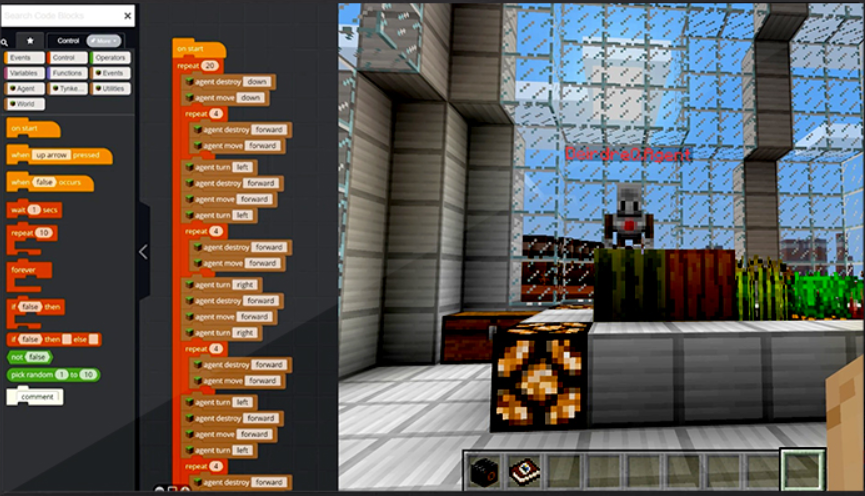 Search Code Blocks
Control
More
Events Control Operators
Variables Functions Events
Agent Tynke... Utilities
World
on start
when up arrow pressed
when false occurs
wait 1 secs
repeat 10
forever
if false then
if false then else
not false
pick random 1 to 10
comment
on start
repeat 20
agent destroy down
agent move down
repeat 4
agent destroy forward
agent move forward
agent turn left
agent destroy forward
agent move forward
agent turn left
repeat 4
agent destroy forward
agent move forward
agent turn right
agent destroy forward
agent move forward
agent turn right
repeat 4
agent destroy forward
agent move forward
agent turn left
agent destroy forward
agent move forward
agent turn left
repeat 4
agent destroy forward